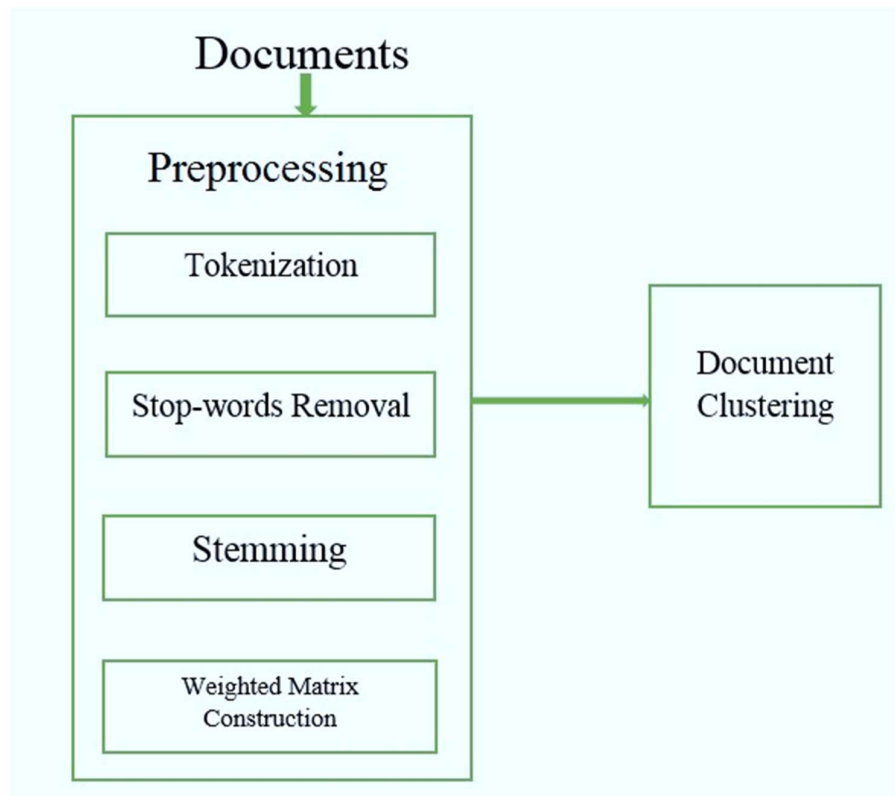 Documents
Preprocessing
Tokenization
Stop-words Removal
Stemming
Weighted Matrix
Construction
Document
Clustering